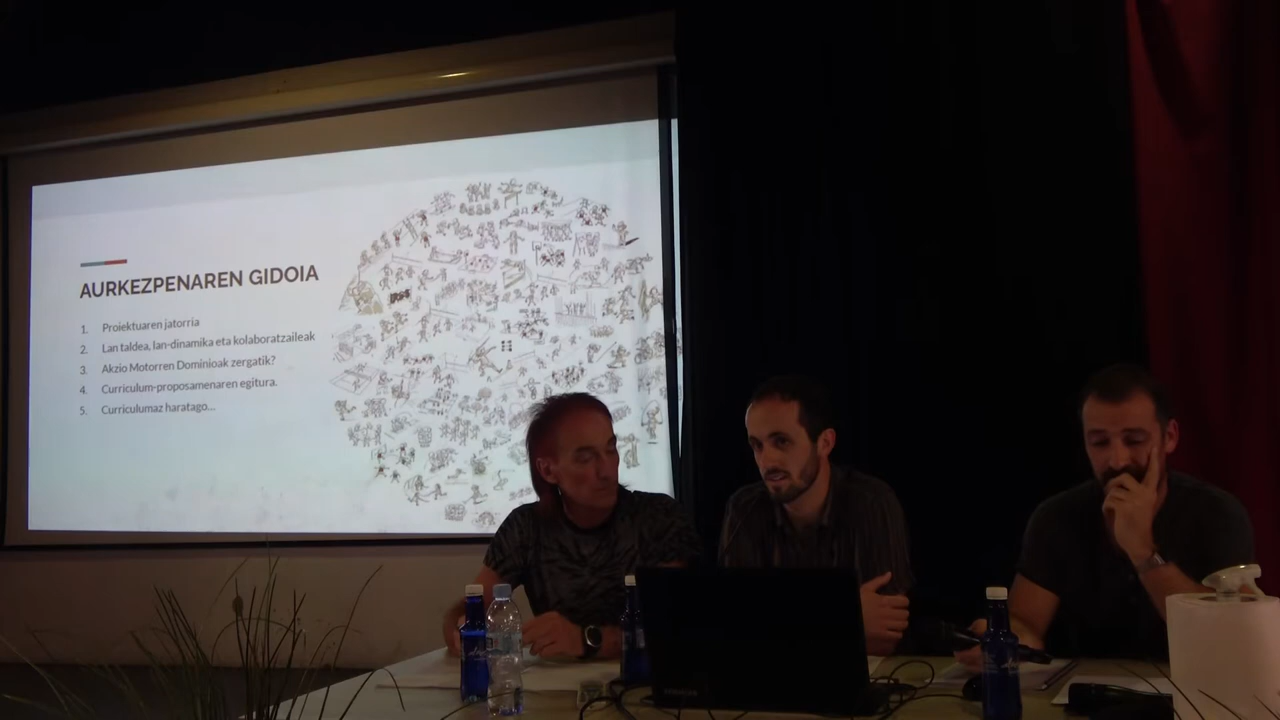 AURKEZPENAREN GIDOIA
1. Proiektuaren jatorria
2. Lan taldea, lan-dinamika eta kolaboratzaileak
3. Akzio Motorren Dominioak zergatik?
4. Curriculum-proposamenaren egitura.
5. Curriculumaz haratago...